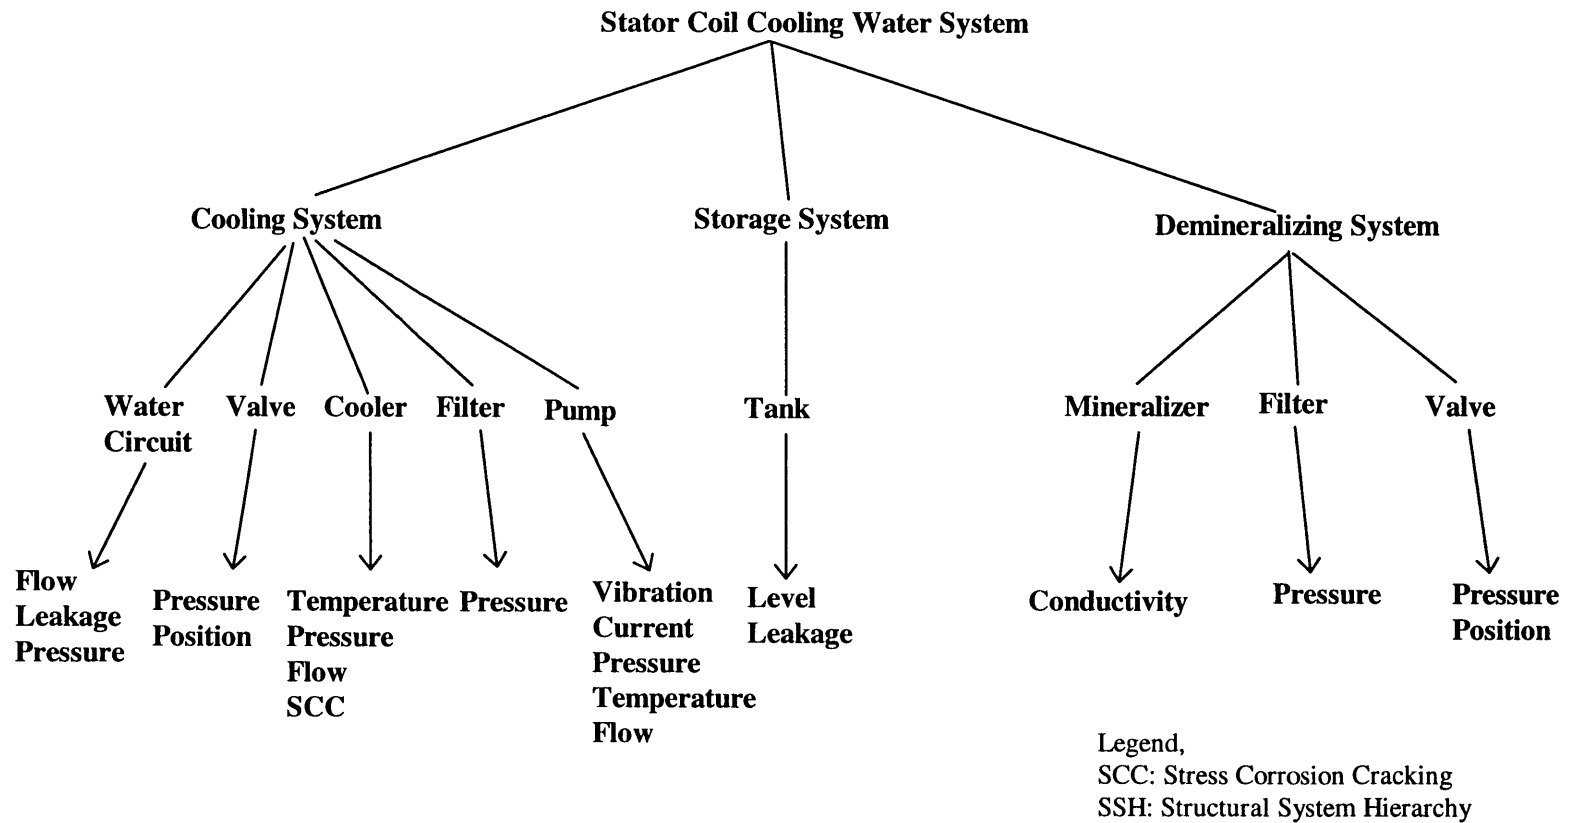 Stator Coil Cooling Water System
Cooling System
Storage System
Demineralizing System
Water
Circuit
Valve
Cooler
Filter
Pump
Tank
Mineralizer
Filter
Valve
Flow
Leakage
Pressure
Pressure
Position
Temperature
Pressure
Flow
SCC
Pressure
Vibration
Current
Pressure
Temperature
Flow
Level
Leakage
Conductivity
Pressure
Pressure
Position
Legend,
SCC: Stress Corrosion Cracking
SSH: Structural System Hierarchy